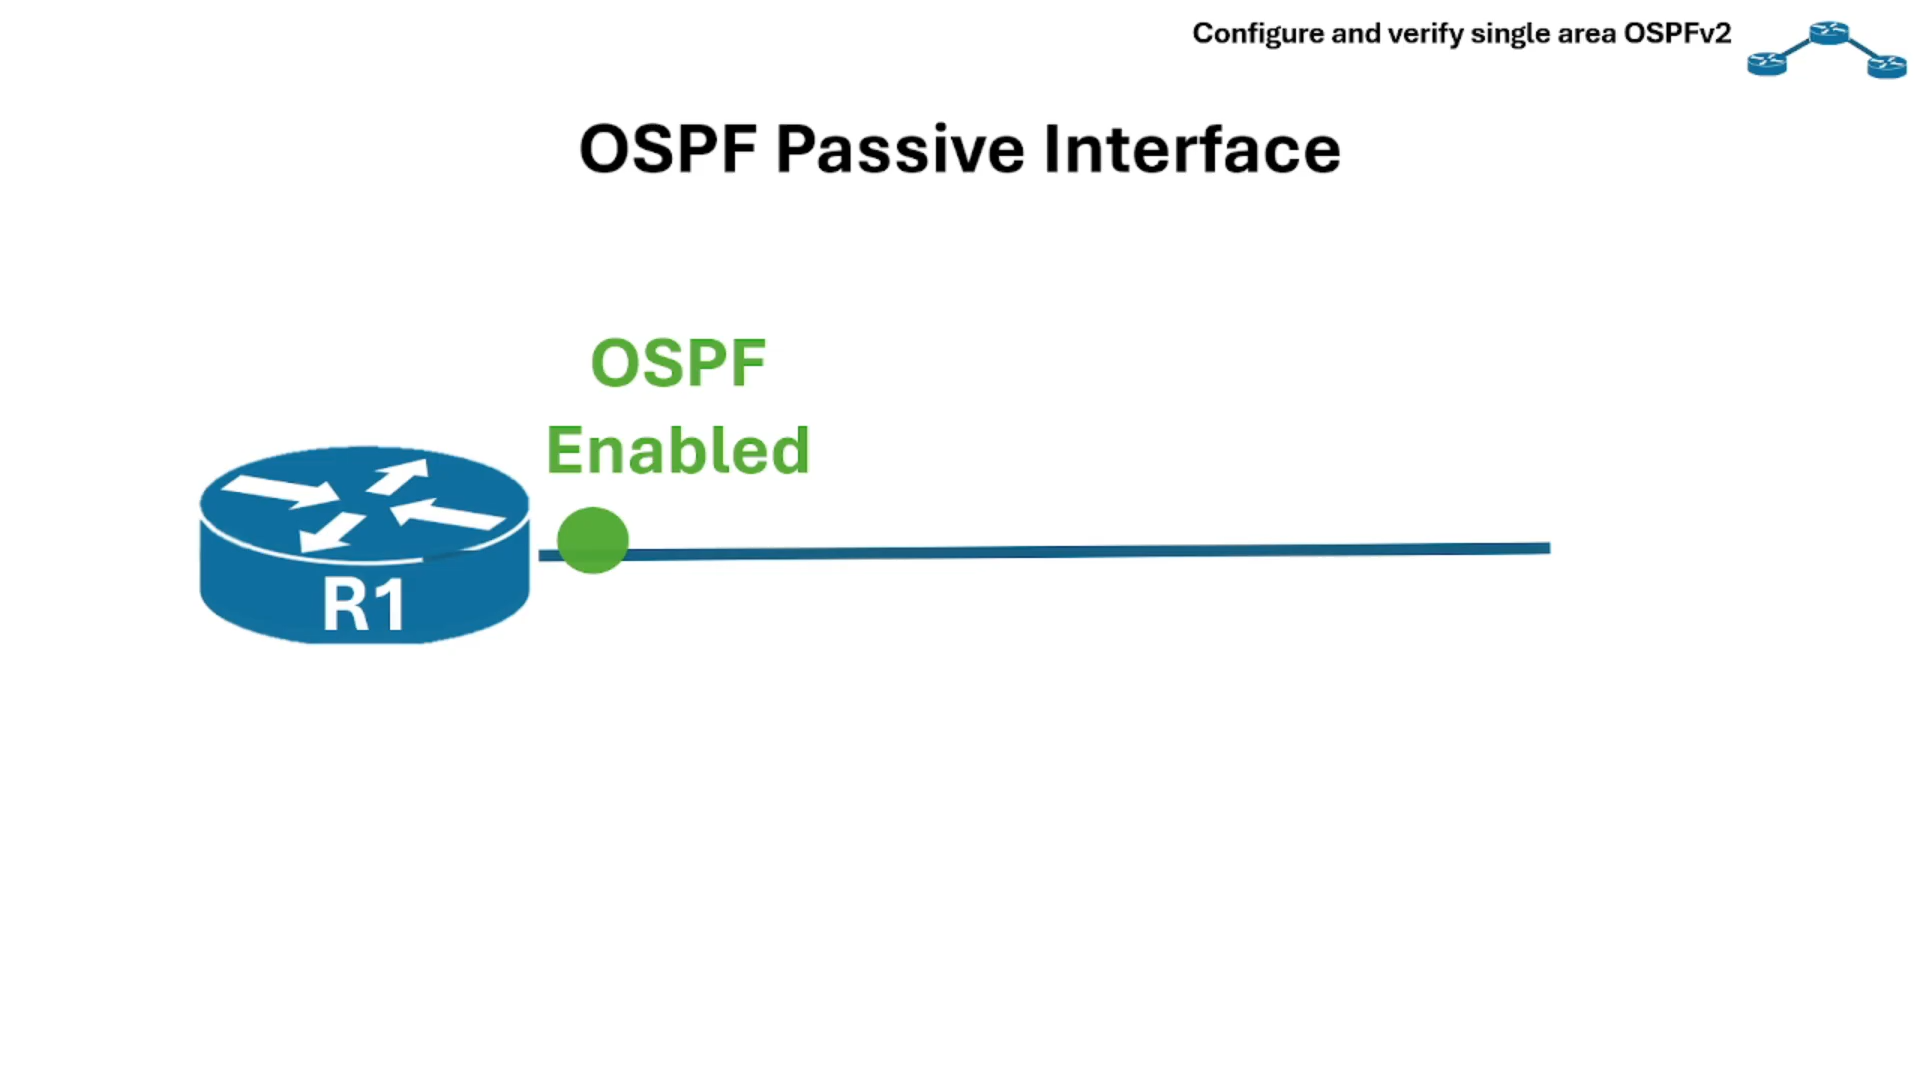 Configure and verify single area OSPFv2
OSPF Passive Interface
OSPF
Enabled
R1